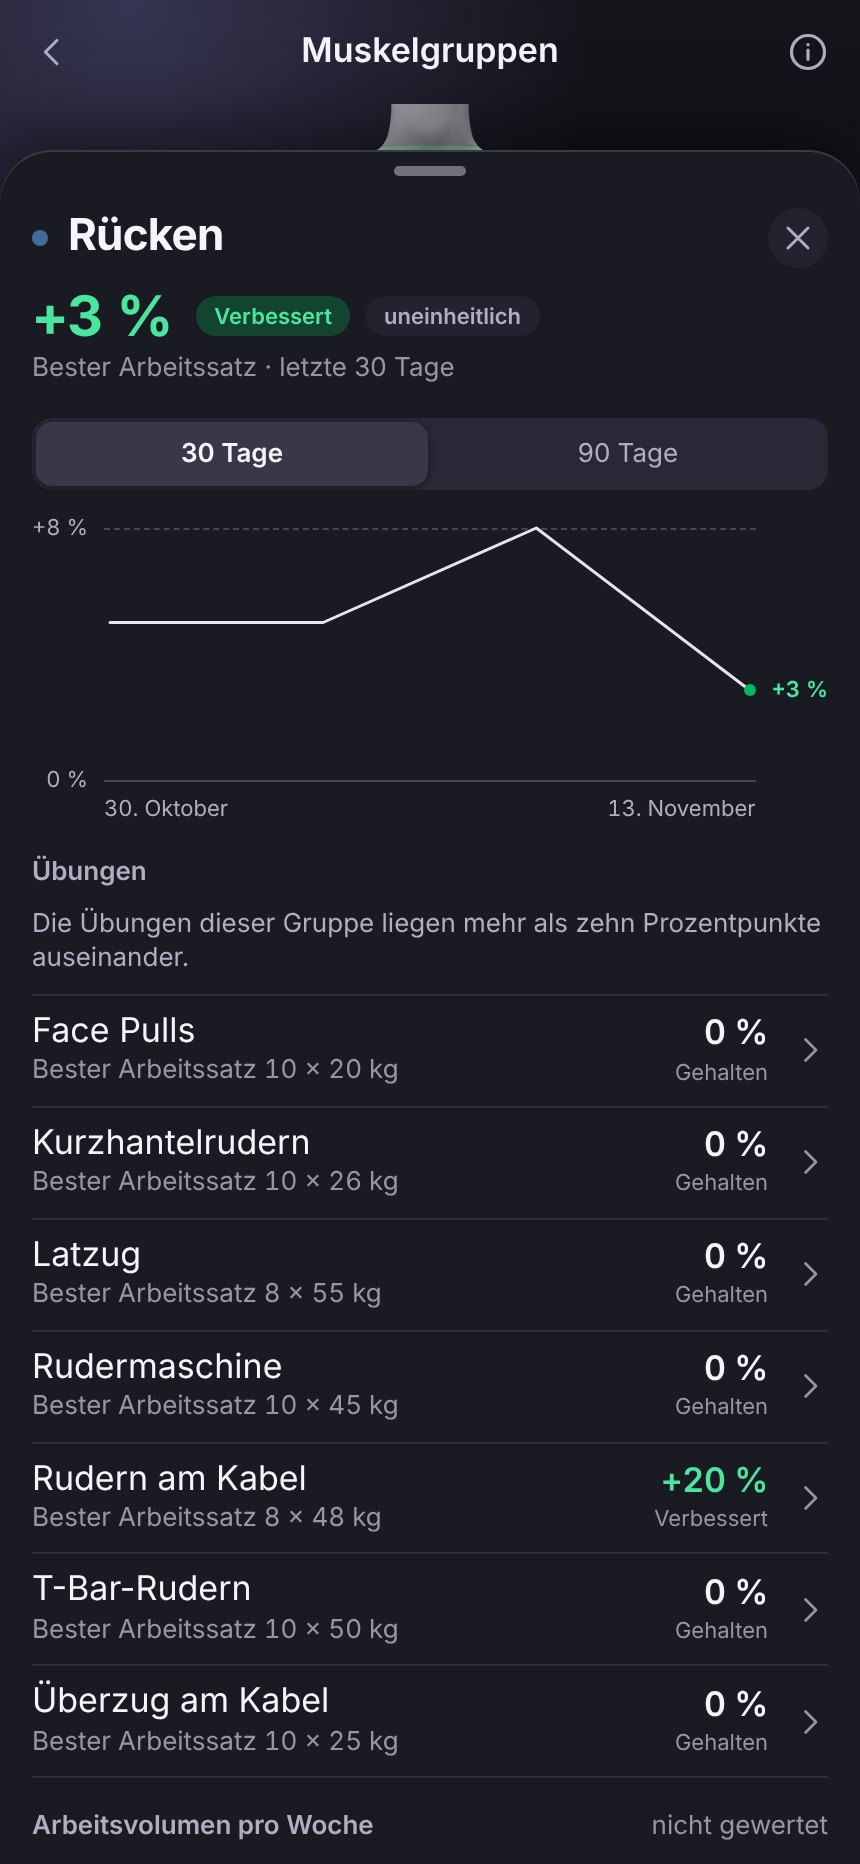 Muskelgruppen
Rücken
+3 %
Verbessert
uneinheitlich
Bester Arbeitssatz · letzte 30 Tage
30 Tage
90 Tage
+8 %
+3 %
0 %
30. Oktober
13. November
Übungen
Die Übungen dieser Gruppe liegen mehr als zehn Prozentpunkte
auseinander.
Face Pulls
0 %
Bester Arbeitssatz 10 × 20 kg
Gehalten
Kurzhantelrudern
0 %
Bester Arbeitssatz 10 × 26 kg
Gehalten
Latzug
0 %
Bester Arbeitssatz 8 × 55 kg
Gehalten
Rudermaschine
0 %
Bester Arbeitssatz 10 × 45 kg
Gehalten
Rudern am Kabel
+20 %
Bester Arbeitssatz 8 × 48 kg
Verbessert
T-Bar-Rudern
0 %
Bester Arbeitssatz 10 × 50 kg
Gehalten
Überzug am Kabel
0 %
Bester Arbeitssatz 10 × 25 kg
Gehalten
Arbeitsvolumen pro Woche
nicht gewertet